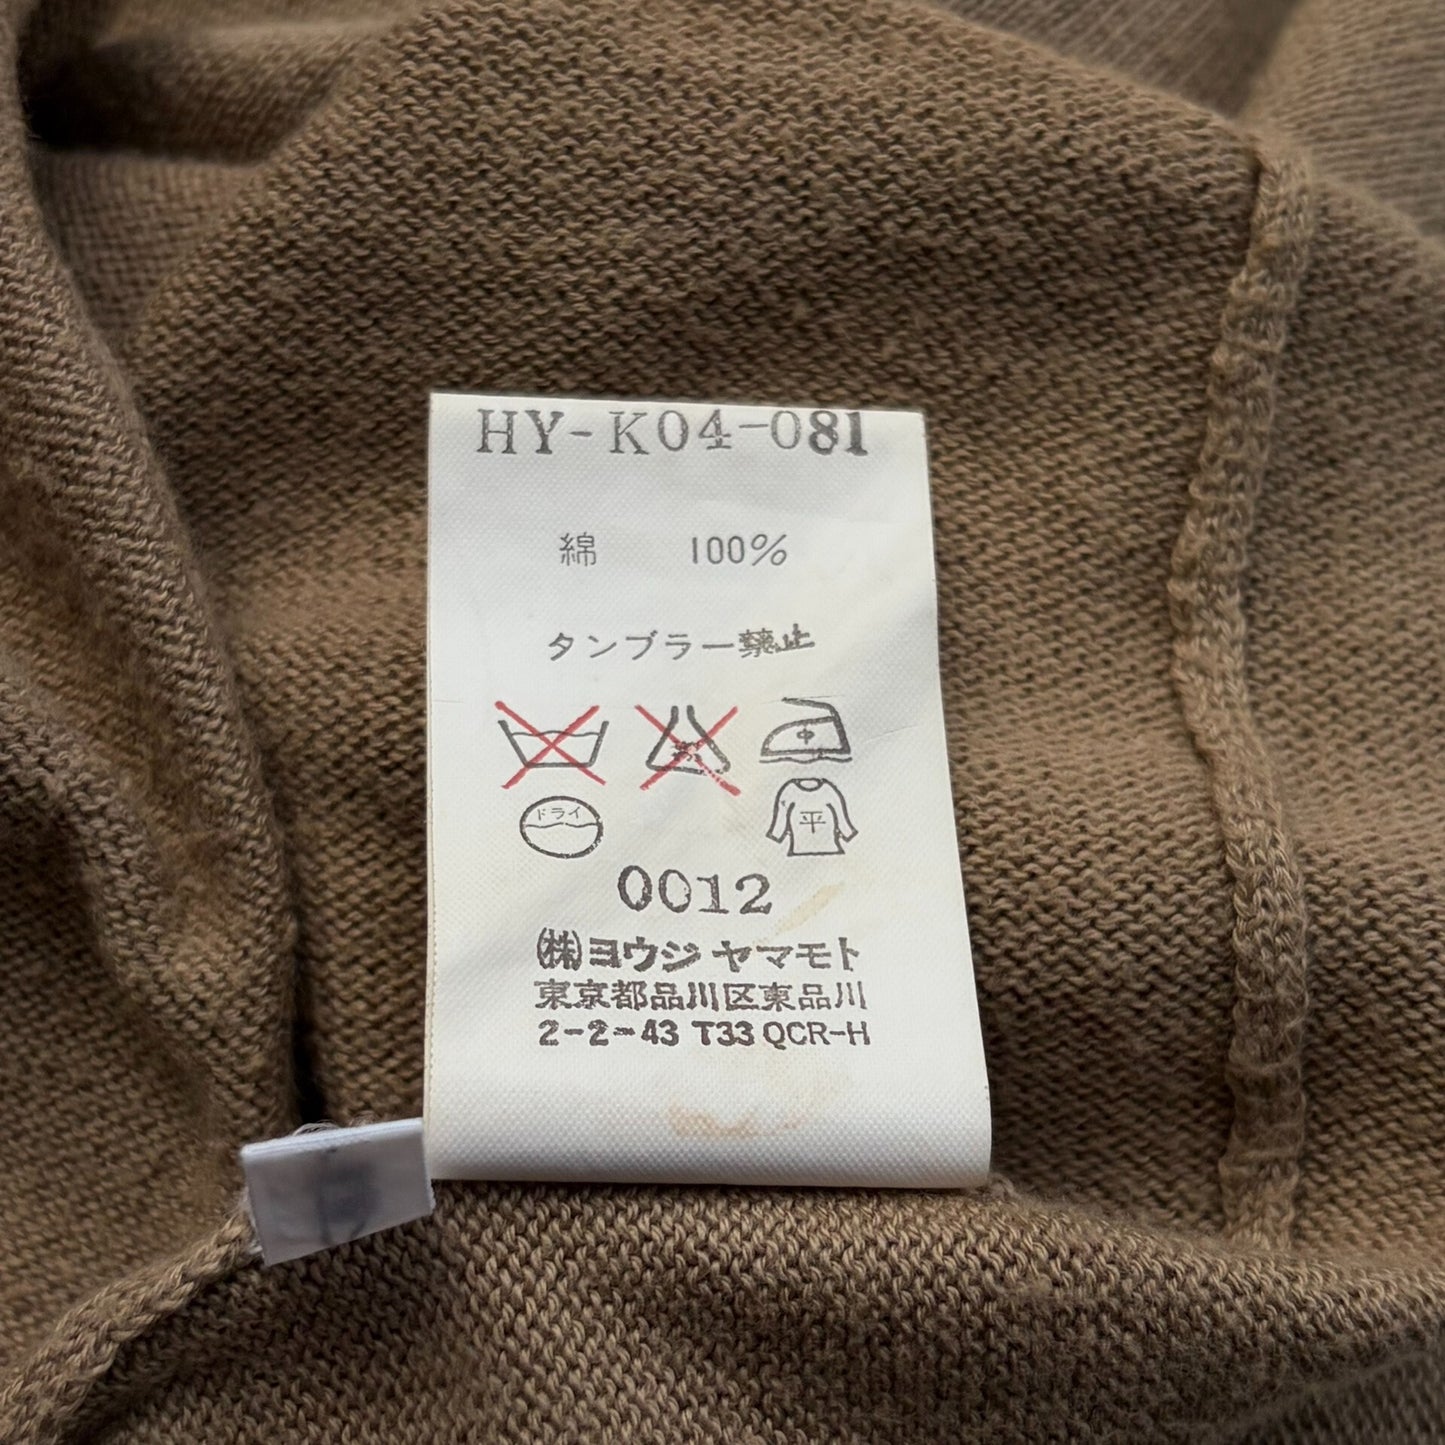 HY-K04-081
綿 100%
タンブラー禁止
中
ドライ
平
0012
(株)ヨウジ ヤマモト
東京都品川区東品川
2-2-43 T33 QCR-H